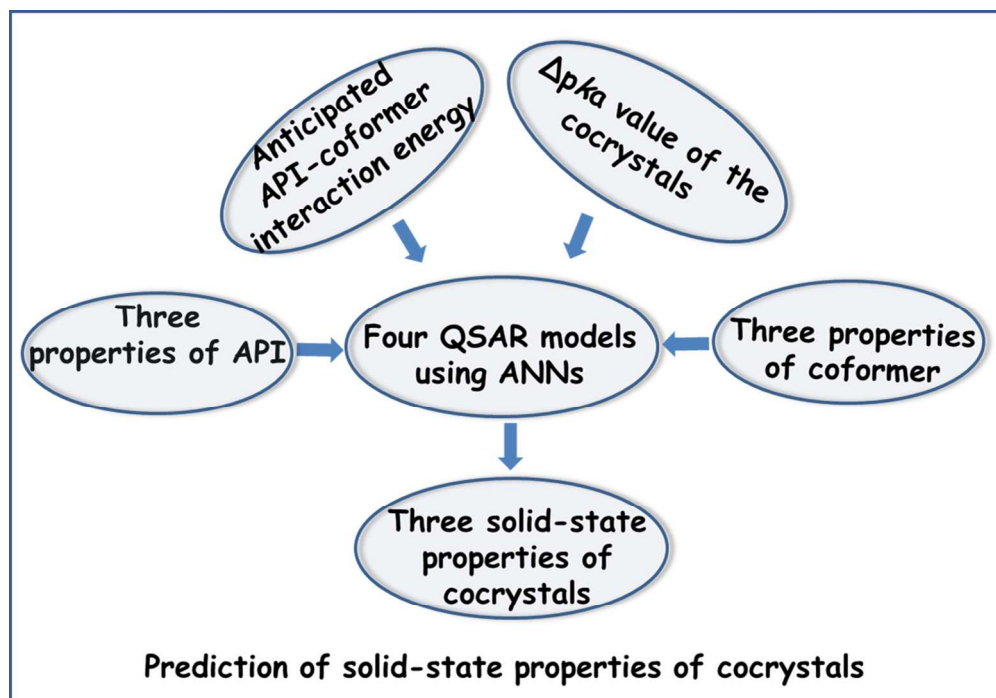 Anticipated
API-coformer
interaction energy
Δpka value of the
cocrystals
Three
properties of API
Four QSAR models
using ANNs
Three properties
of coformer
Three solid-state
properties of
cocrystals
Prediction of solid-state properties of cocrystals